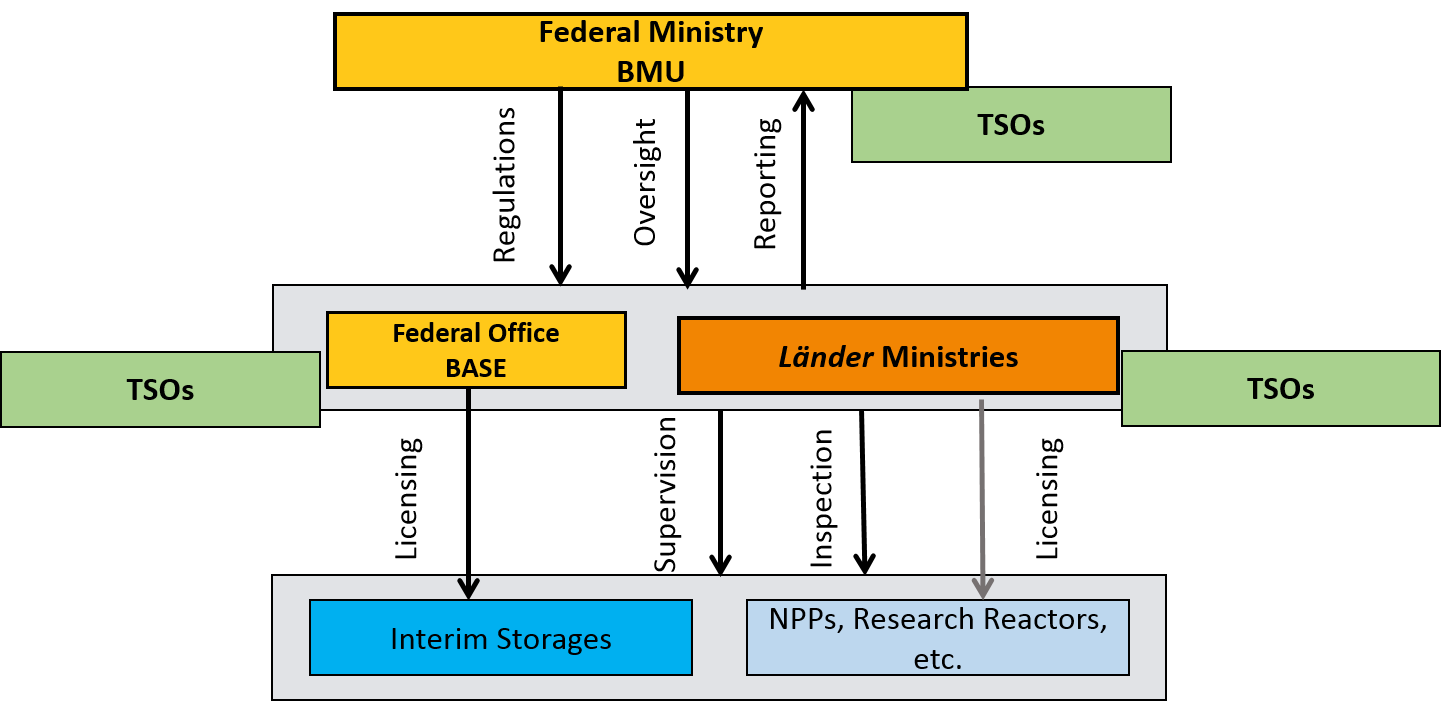 Federal Ministry
BMU
TSOs
Regulations
Oversight
Reporting
Federal Office
BASE
Länder Ministries
TSOs
TSOs
Licensing
Supervision
Inspection
Licensing
Interim Storages
NPPs, Research Reactors,
etc.